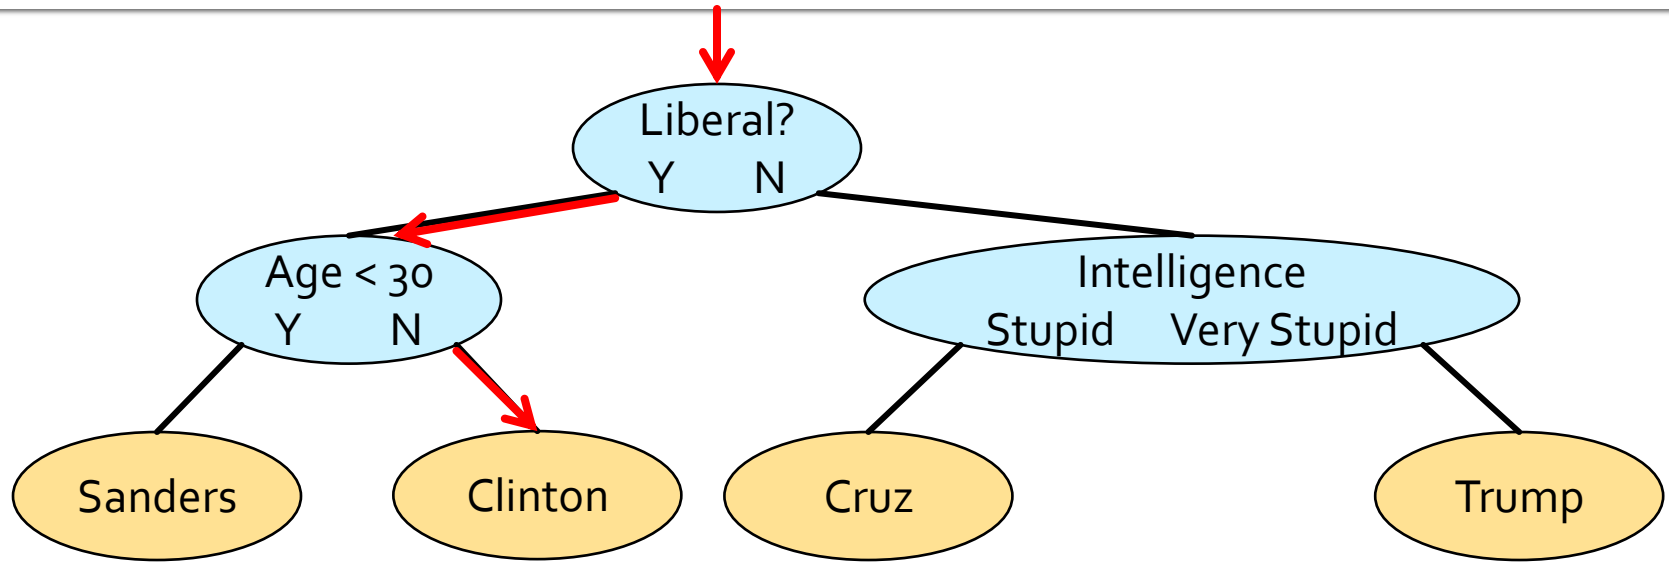 Liberal?
Y N
Age < 30
Y N
Intelligence
Stupid Very Stupid
Sanders
Clinton
Cruz
Trump